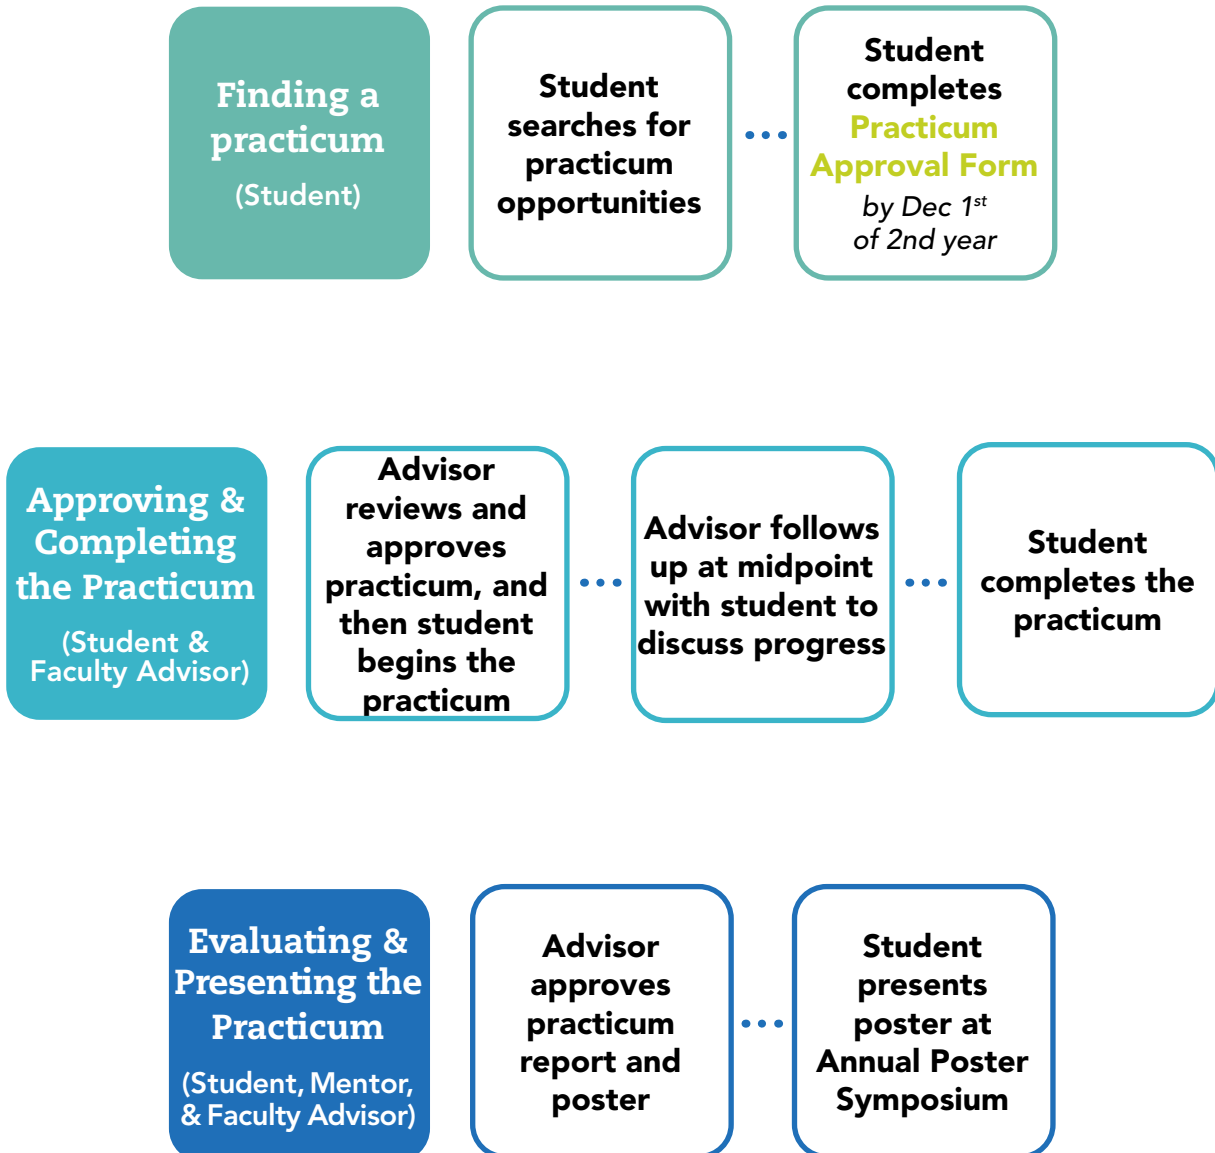 Finding a
practicum
(Student)
Student
searches for
practicum
opportunities
Student
completes
Practicum
Approval Form
by Dec 1st
of 2nd year
Approving &
Completing
the Practicum
(Student &
Faculty Advisor)
Advisor
reviews and
approves
practicum, and
then student
begins the
practicum
Advisor follows
up at midpoint
with student to
discuss progress
Student
completes the
practicum
Evaluating &
Presenting the
Practicum
(Student, Mentor,
& Faculty Advisor)
Advisor
approves
practicum
report and
poster
Student
presents
poster at
Annual Poster
Symposium